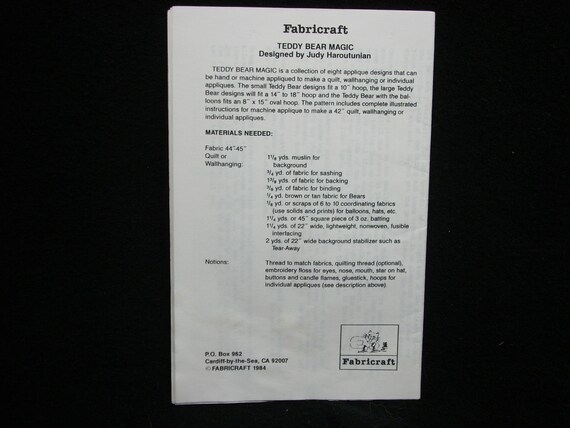 Fabricraft
TEDDY BEAR MAGIC
Designed by Judy Haroutunian
TEDDY BEAR MAGIC is a collection of eight applique designs that can
be hand or machine appliqued to make a quilt, wallhanging or individual
appliques. The small Teddy Bear designs fit a 10" hoop, the large Teddy
Bear designs will fit a 14" to 18" hoop and the Teddy Bear with the bal-
loons fits an 8" x 15" oval hoop. The pattern includes complete illustrated
instructions for machine applique to make a 42" quilt, wallhanging or
individual appliques.
MATERIALS NEEDED:
Fabric 44"-45"
Quilt or
Wallhanging:
yds. muslin for
background
3/4 yd. of fabric for sashing
yds. of fabric for backing
yd. of fabric for binding
1/4 yd. brown or tan fabric for Bears
yd. or scraps of 6 to 10 coordinating fabrics
(use solids and prints) for balloons, hats, etc.
1 1/4 yds. or 45" square piece of 3 oz. batting
1 1/4 yds. of 22" wide, lightweight, nonwoven, fusible
interfacing
2 yds. of 22" wide background stabilizer such as
Tear-Away
Notions:
Thread to match fabrics, quilting thread (optional),
embroidery floss for eyes, nose, mouth, star on hat,
buttons and candle flames, gluestick, hoops for
individual appliques (see description above).
P.O. Box 962
Cardiff-by-the-Sea, CA 92007
© FABRICRAFT 1984
Fabricraft